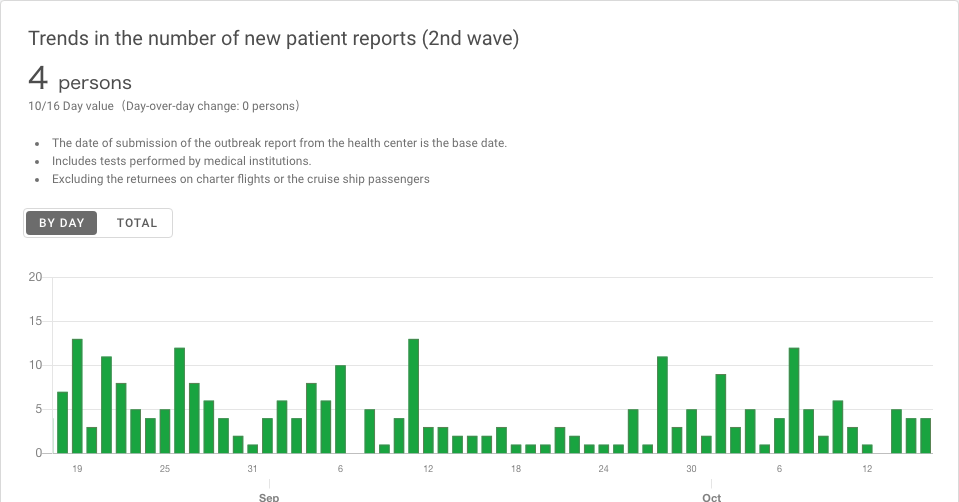 Trends in the number of new patient reports (2nd wave)
4 persons
10/16 Day value (Day-over-day change: 0 persons)
• The date of submission of the outbreak report from the health center is the base date.
• Includes tests performed by medical institutions.
• Excluding the returnees on charter flights or the cruise ship passengers
BY DAY TOTAL
20
15
10
5
0
19 25 31 6 12 18 24 30 6 12
Sep Oct